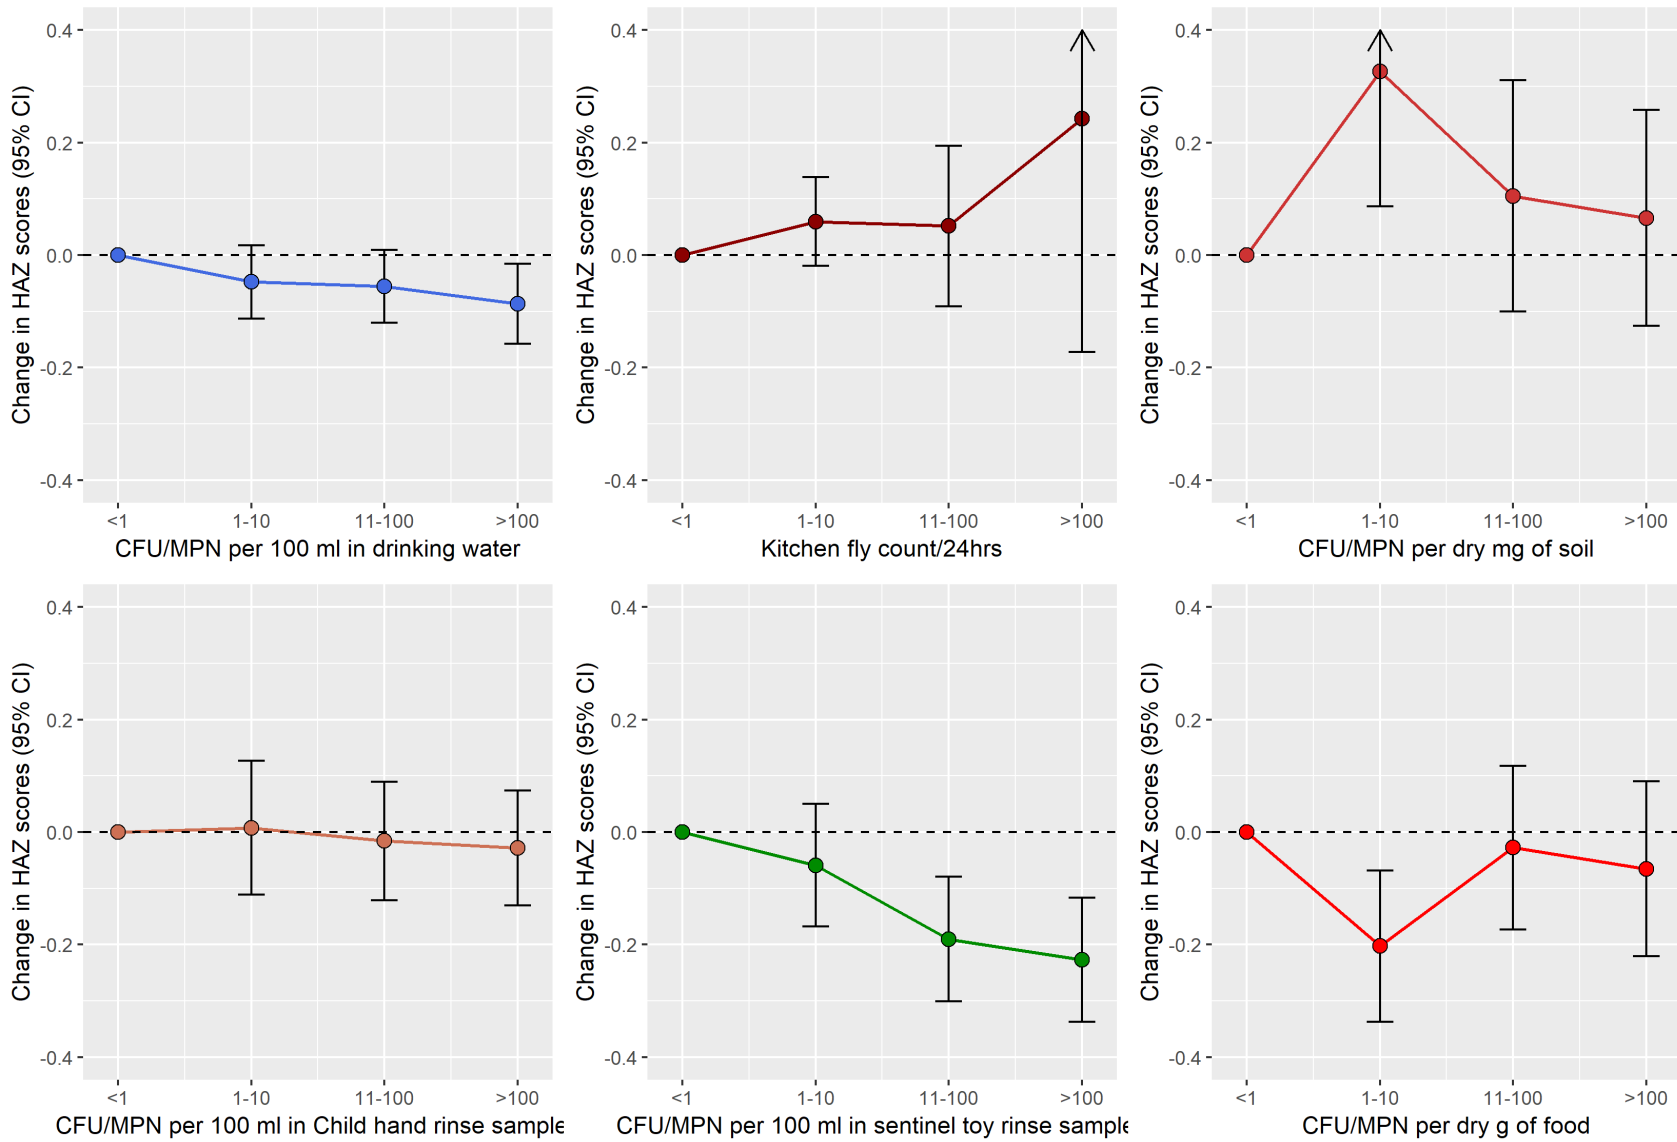 Change in HAZ scores (95% CI)
0.4
0.2
0.0
-0.2
-0.4
<1 1-10 11-100 >100
CFU/MPN per 100 ml in drinking water
Change in HAZ scores (95% CI)
0.4
0.2
0.0
-0.2
-0.4
<1 1-10 11-100 >100
Kitchen fly count/24hrs
Change in HAZ scores (95% CI)
0.4
0.2
0.0
-0.2
-0.4
<1 1-10 11-100 >100
CFU/MPN per dry mg of soil
Change in HAZ scores (95% CI)
0.4
0.2
0.0
-0.2
-0.4
<1 1-10 11-100 >100
CFU/MPN per 100 ml in Child hand rinse sample
Change in HAZ scores (95% CI)
0.4
0.2
0.0
-0.2
-0.4
<1 1-10 11-100 >100
CFU/MPN per 100 ml in sentinel toy rinse sample
Change in HAZ scores (95% CI)
0.4
0.2
0.0
-0.2
-0.4
<1 1-10 11-100 >100
CFU/MPN per dry g of food